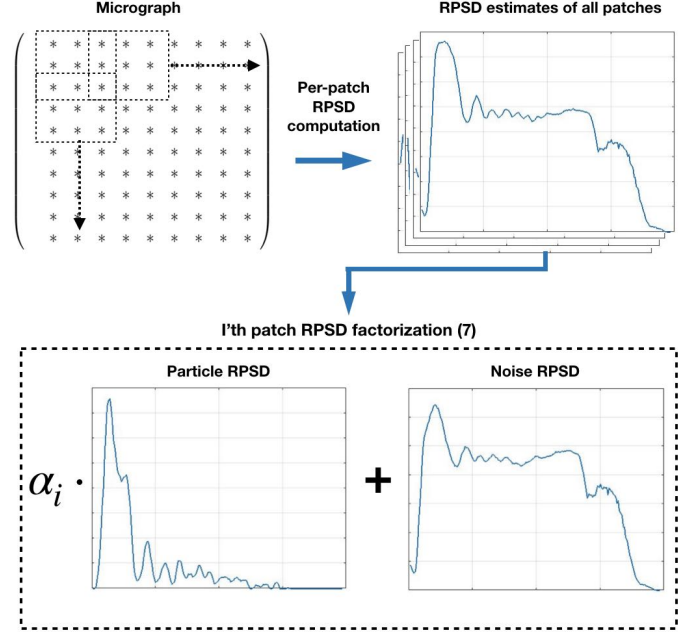 Micrograph
RPSD estimates of all patches
* * * * * * * * *
* * * * * * * * *
* * * * * * * * *
* * * * * * * * *
* * * * * * * * *
* * * * * * * * *
* * * * * * * * *
* * * * * * * * *
* * * * * * * * *
* * * * * * * * *
Per-patch
RPSD
computation
I'th patch RPSD factorization (7)
Particle RPSD
Noise RPSD
αᵢ · +